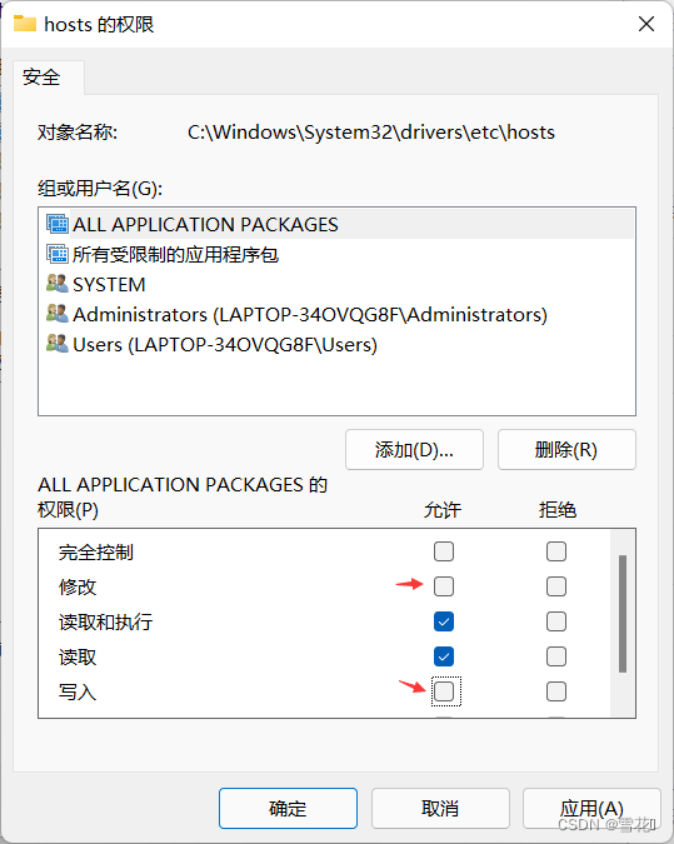 hosts 的权限
安全
对象名称: C:\Windows\System32\drivers\etc\hosts
组或用户名(G):
ALL APPLICATION PACKAGES
所有受限制的应用程序包
SYSTEM
Administrators (LAPTOP-34OVQG8F\Administrators)
Users (LAPTOP-34OVQG8F\Users)
添加(D)... 删除(R)
ALL APPLICATION PACKAGES 的
权限(P) 允许 拒绝
完全控制
修改
读取和执行
读取
写入
确定 取消 应用(A)
CSDN @雪花